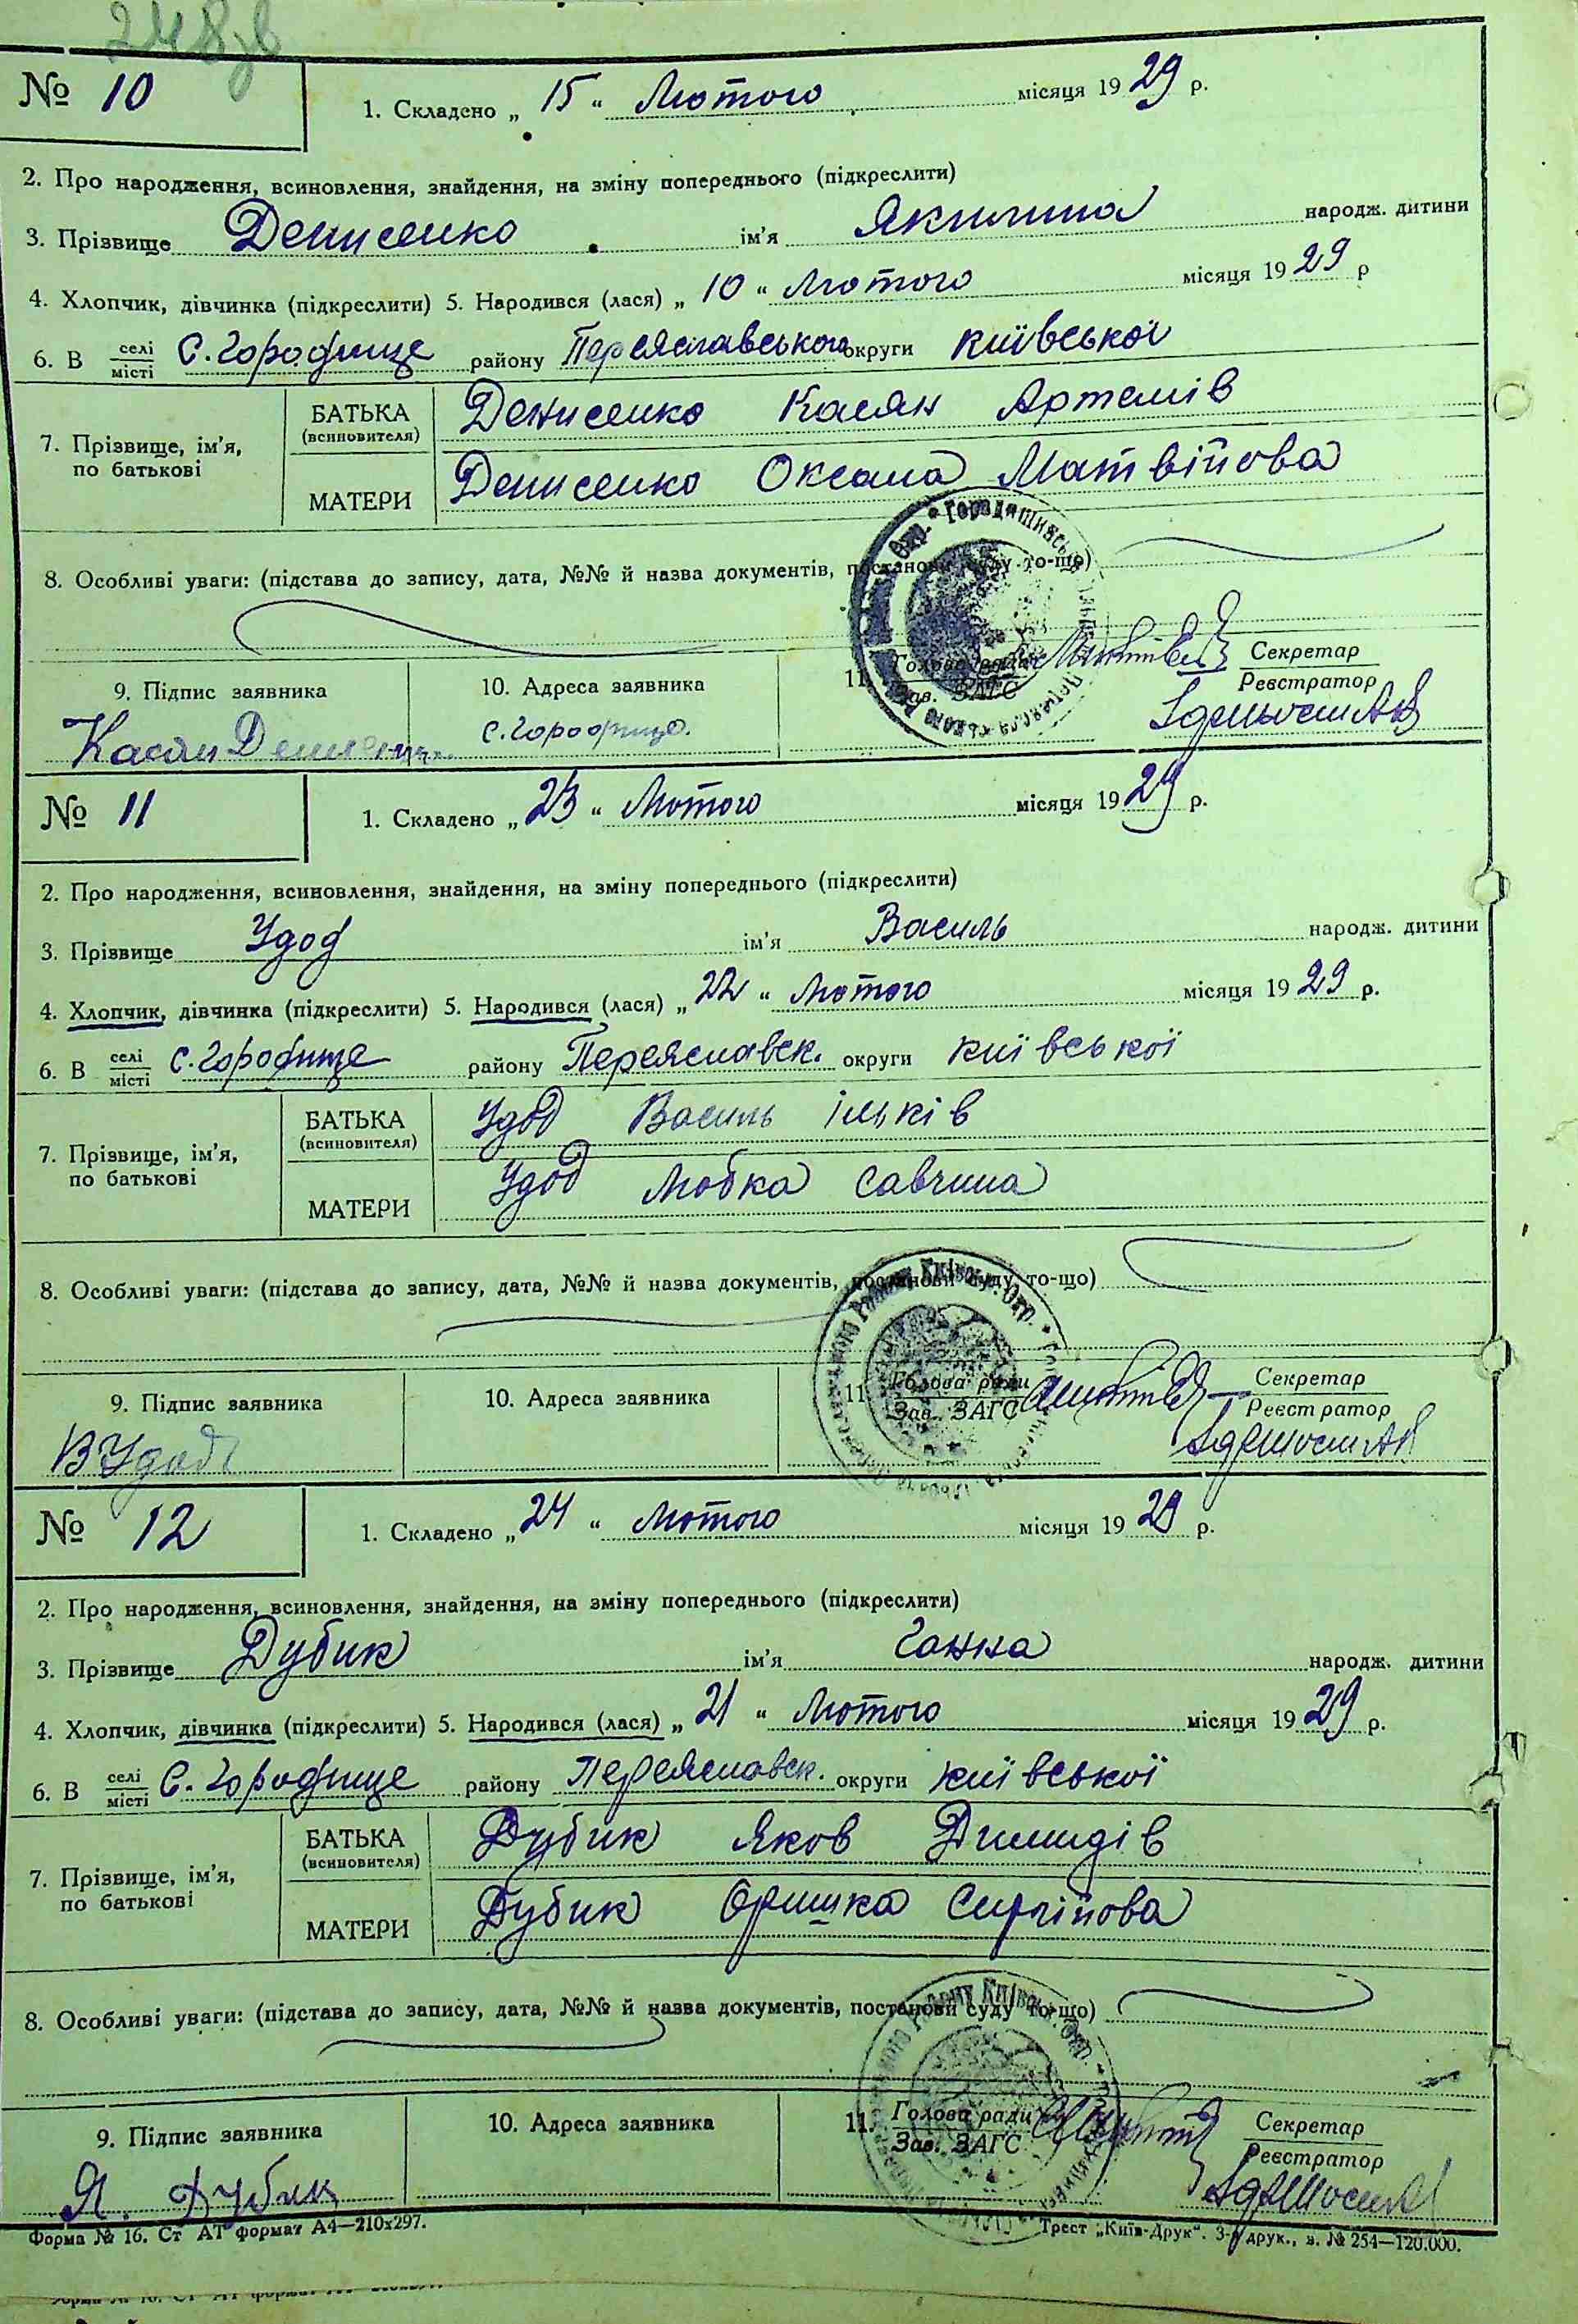 248зв
№ 10
1. Складено „ 15 “ Лютого місяця 1929 р.
2. Про народження, всиновлення, знайдення, на зміну попереднього (підкреслити)
3. Прізвище Денисенко ім'я Якилина народж. дитини
4. Хлопчик, дівчинка (підкреслити) 5. Народився (лася) „ 10 “ Лютого місяця 1929 р
6. В селі місті С. Городище району Переяславського округи Київської
7. Прізвище, ім'я, по батькові
БАТЬКА (всиновителя) Денисенко Касян Артемів
МАТЕРИ Денисенко Оксана Матвійова
8. Особливі уваги: (підстава до запису, дата, №№ й назва документів, постанови суду то-що)
9. Підпис заявника
10. Адреса заявника
11. Голова ради Зав. ЗАГС
Секретар Реєстратор
Касян Денисенко
с. Городище.
№ 11
1. Складено „ 23 “ Лютого місяця 1929 р.
2. Про народження, всиновлення, знайдення, на зміну попереднього (підкреслити)
3. Прізвище Удод ім'я Василь народж. дитини
4. Хлопчик, дівчинка (підкреслити) 5. Народився (лася) „ 22 “ Лютого місяця 1929 р.
6. В селі місті С. Городище району Переяславськ. округи Київської
7. Прізвище, ім'я, по батькові
БАТЬКА (всиновителя) Удод Василь Ільків
МАТЕРИ Удод Любка Савчина
8. Особливі уваги: (підстава до запису, дата, №№ й назва документів, постанови суду, то-що)
9. Підпис заявника
10. Адреса заявника
11. Голова ради Зав. ЗАГС
Секретар Реєстратор
В Удод
№ 12
1. Складено „ 24 “ Лютого місяця 1929 р.
2. Про народження, всиновлення, знайдення, на зміну попереднього (підкреслити)
3. Прізвище Дубик ім'я Ганна народж. дитини
4. Хлопчик, дівчинка (підкреслити) 5. Народився (лася) „ 21 “ Лютого місяця 1929 р.
6. В селі місті С. Городище району Переяславськ. округи Київської
7. Прізвище, ім'я, по батькові
БАТЬКА (всиновителя) Дубик Яков Димидів
МАТЕРИ Дубик Оришка Сиргійова
8. Особливі уваги: (підстава до запису, дата, №№ й назва документів, постанови суду то-що)
9. Підпис заявника
10. Адреса заявника
11. Голова ради Зав. ЗАГС
Секретар Реєстратор
Я. Дубик
Форма № 16. Ст АТ формат А4—210х297.
Трест „Київ-Друк“. 3-я друк., з. № 254—120.000.